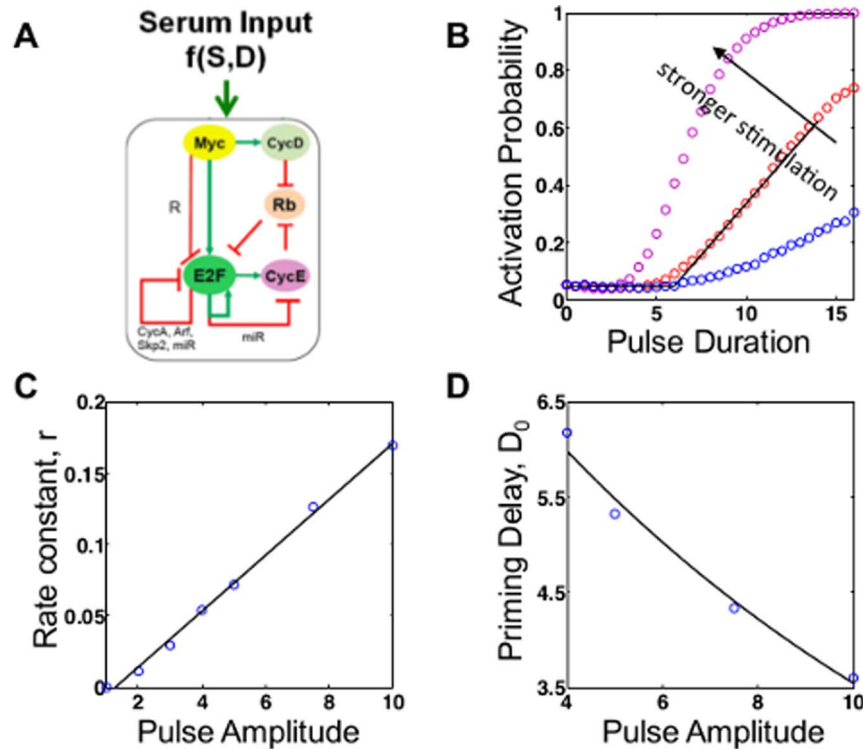 A
Serum Input
f(S,D)
Myc
CycD
R
Rb
E2F
CycE
CycA, Arf,
Skp2, miR
miR
B
Activation Probability
1
0.8
0.6
0.4
0.2
0
stronger stimulation
0
5
10
15
Pulse Duration
C
Rate constant, r
0.2
0.15
0.1
0.05
0
2
4
6
8
10
Pulse Amplitude
D
Priming Delay, D0
6.5
5.5
4.5
3.5
4
6
8
10
Pulse Amplitude